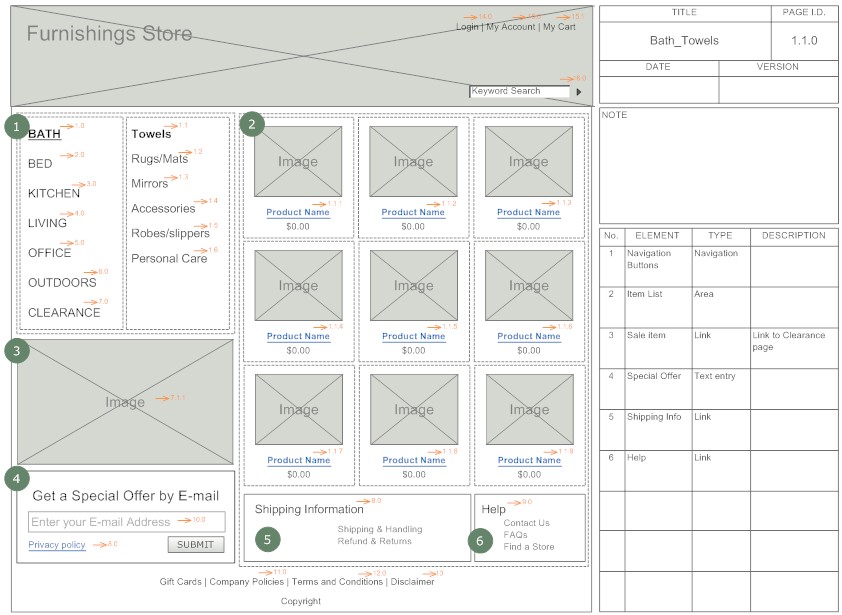 Furnishings Store
14.0 15.0 15.1
Login | My Account | My Cart
16.0
Keyword Search
1
1.0
BATH
2.0
BED
3.0
KITCHEN
4.0
LIVING
5.0
OFFICE
6.0
OUTDOORS
7.0
CLEARANCE
1.1
Towels
1.2
Rugs/Mats
1.3
Mirrors
1.4
Accessories
1.5
Robes/slippers
1.6
Personal Care
2
Image Image Image
1.1.1 1.1.2 1.1.3
Product Name Product Name Product Name
$0.00 $0.00 $0.00
Image Image Image
1.1.4 1.1.5 1.1.6
Product Name Product Name Product Name
$0.00 $0.00 $0.00
Image Image Image
1.1.7 1.1.8 1.1.9
Product Name Product Name Product Name
$0.00 $0.00 $0.00
3
Image 7.1.1
4
Get a Special Offer by E-mail
Enter your E-mail Address 10.0
Privacy policy SUBMIT
8.0
Shipping Information
Shipping & Handling
Refund & Returns
5
9.0
Help
Contact Us
FAQs
Find a Store
6
11.0 12.0 13
Gift Cards | Company Policies | Terms and Conditions | Disclaimer
Copyright
TITLE PAGE I.D.
Bath_Towels 1.1.0
DATE VERSION
NOTE
No. ELEMENT TYPE DESCRIPTION
1 Navigation Navigation
Buttons
2 Item List Area
3 Sale item Link Link to Clearance
page
4 Special Offer Text entry
5 Shipping Info Link
6 Help Link